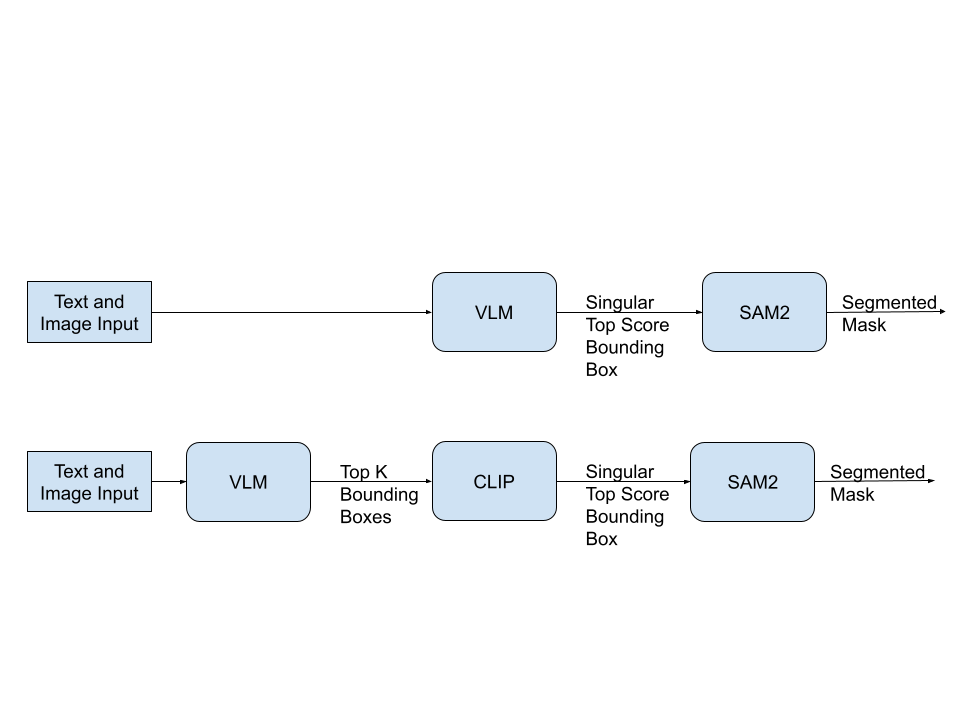 Text and
Image Input
VLM
Singular
Top Score
Bounding
Box
SAM2
Segmented
Mask
Text and
Image Input
VLM
Top K
Bounding
Boxes
CLIP
Singular
Top Score
Bounding
Box
SAM2
Segmented
Mask